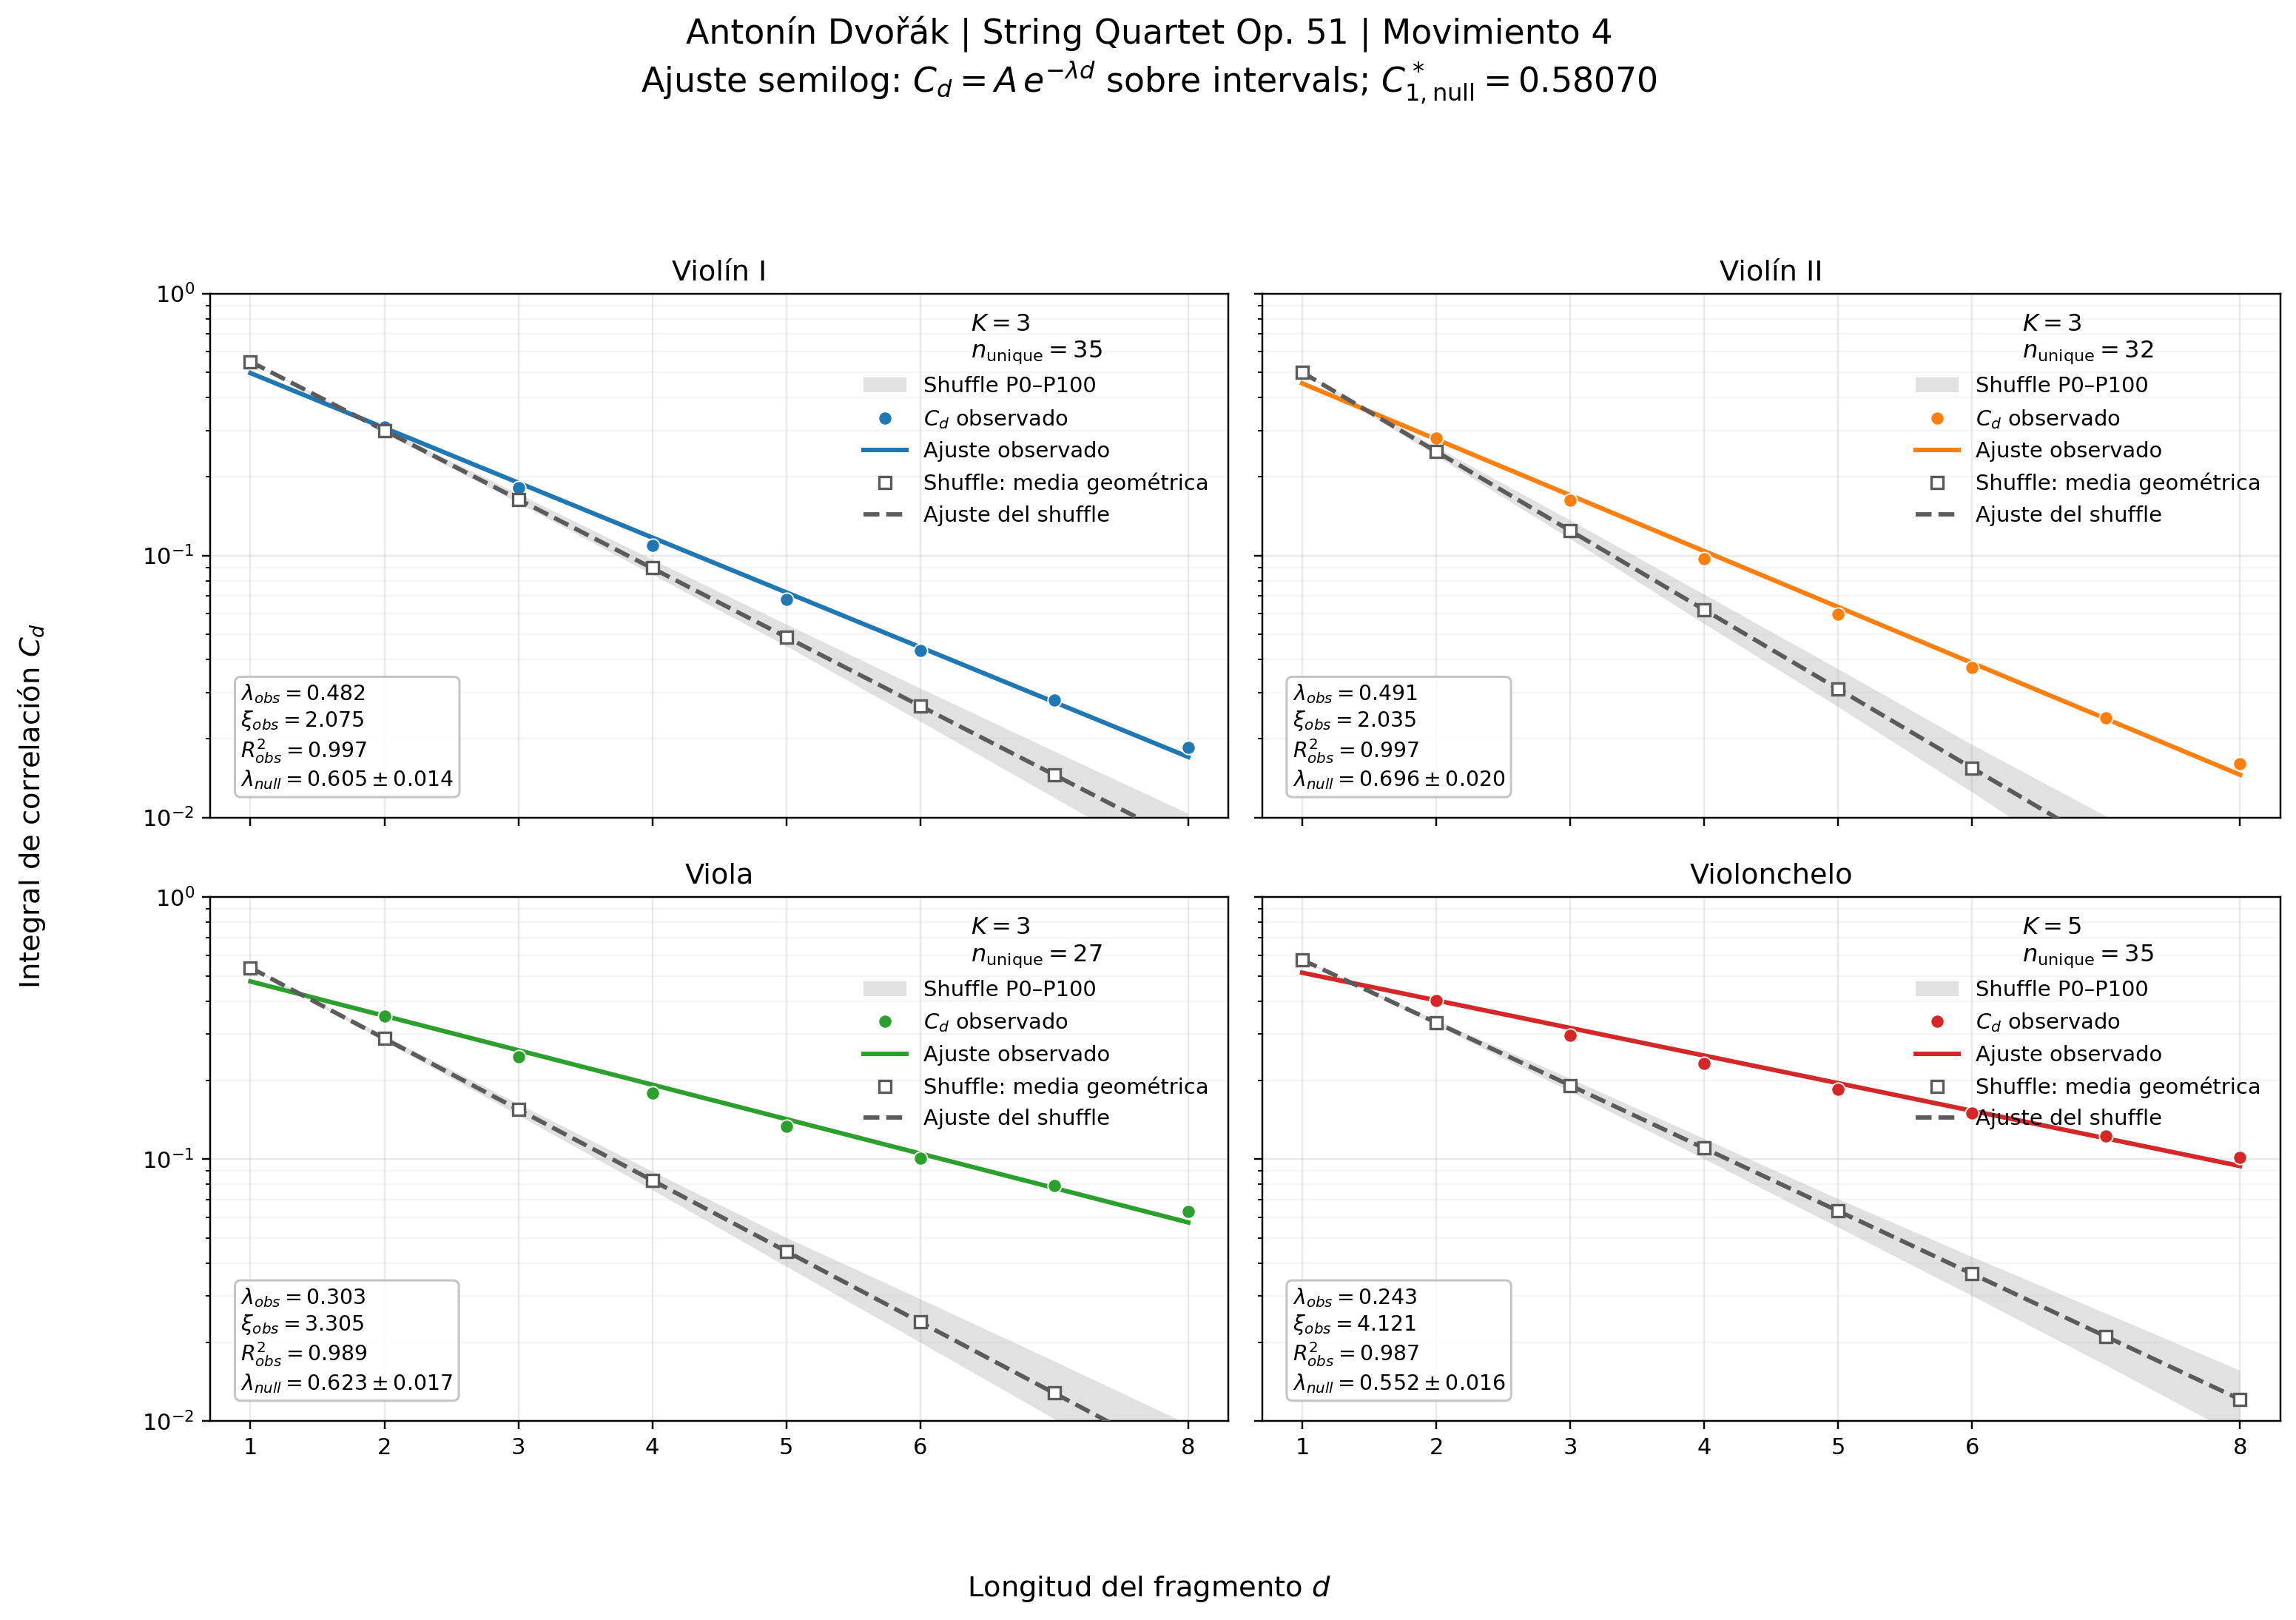 Antonín Dvořák | String Quartet Op. 51 | Movimiento 4
Ajuste semilog: C_d = A e^{−λd} sobre intervals; C^*_{1,null} = 0.58070
Integral de correlación C_d
Violín I
10^0
10^{−1}
10^{−2}
K = 3
n_unique = 35
Shuffle P0–P100
C_d observado
Ajuste observado
Shuffle: media geométrica
Ajuste del shuffle
λ_obs = 0.482
ξ_obs = 2.075
R^2_obs = 0.997
λ_null = 0.605 ± 0.014
Violín II
K = 3
n_unique = 32
Shuffle P0–P100
C_d observado
Ajuste observado
Shuffle: media geométrica
Ajuste del shuffle
λ_obs = 0.491
ξ_obs = 2.035
R^2_obs = 0.997
λ_null = 0.696 ± 0.020
Viola
10^0
10^{−1}
10^{−2}
K = 3
n_unique = 27
Shuffle P0–P100
C_d observado
Ajuste observado
Shuffle: media geométrica
Ajuste del shuffle
λ_obs = 0.303
ξ_obs = 3.305
R^2_obs = 0.989
λ_null = 0.623 ± 0.017
1 2 3 4 5 6 8
Violonchelo
K = 5
n_unique = 35
Shuffle P0–P100
C_d observado
Ajuste observado
Shuffle: media geométrica
Ajuste del shuffle
λ_obs = 0.243
ξ_obs = 4.121
R^2_obs = 0.987
λ_null = 0.552 ± 0.016
1 2 3 4 5 6 8
Longitud del fragmento d